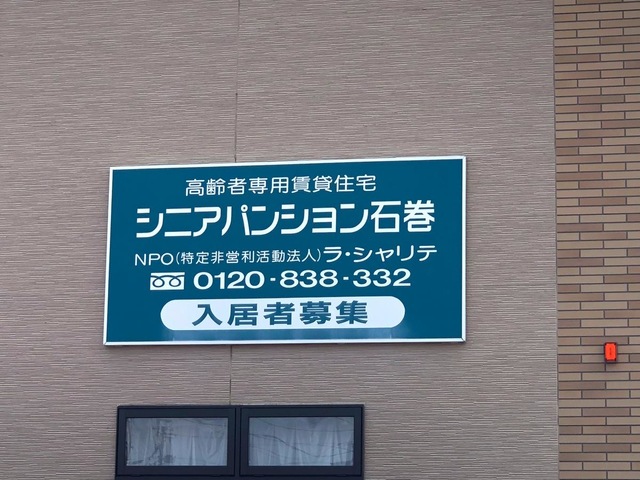 高齢者専用賃貸住宅
シニアパンション石巻
NPO(特定非営利活動法人)ラ・シャリテ
0120-838-332
入居者募集